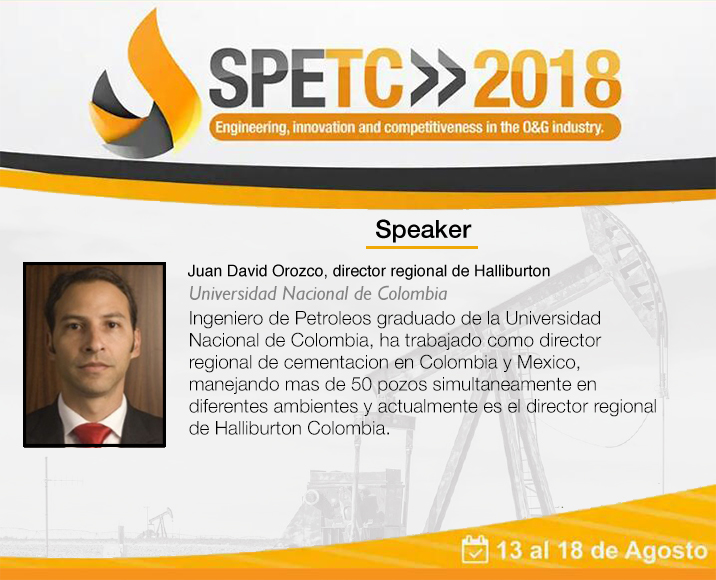 SPETC>>2018
Engineering, innovation and competitiveness in the O&G industry.
Speaker
Juan David Orozco, director regional de Halliburton
Universidad Nacional de Colombia
Ingeniero de Petroleos graduado de la Universidad
Nacional de Colombia, ha trabajado como director
regional de cementacion en Colombia y Mexico,
manejando mas de 50 pozos simultaneamente en
diferentes ambientes y actualmente es el director regional
de Halliburton Colombia.
13 al 18 de Agosto